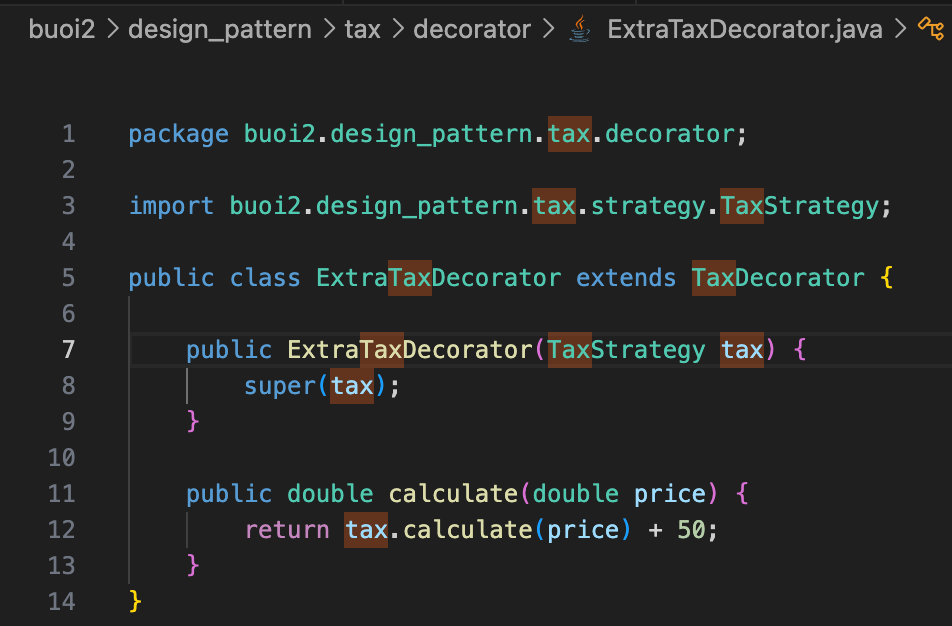 buoi2 > design_pattern > tax > decorator > ExtraTaxDecorator.java >
1 package buoi2.design_pattern.tax.decorator;
2
3 import buoi2.design_pattern.tax.strategy.TaxStrategy;
4
5 public class ExtraTaxDecorator extends TaxDecorator {
6
7 public ExtraTaxDecorator(TaxStrategy tax) {
8 super(tax);
9 }
10
11 public double calculate(double price) {
12 return tax.calculate(price) + 50;
13 }
14 }